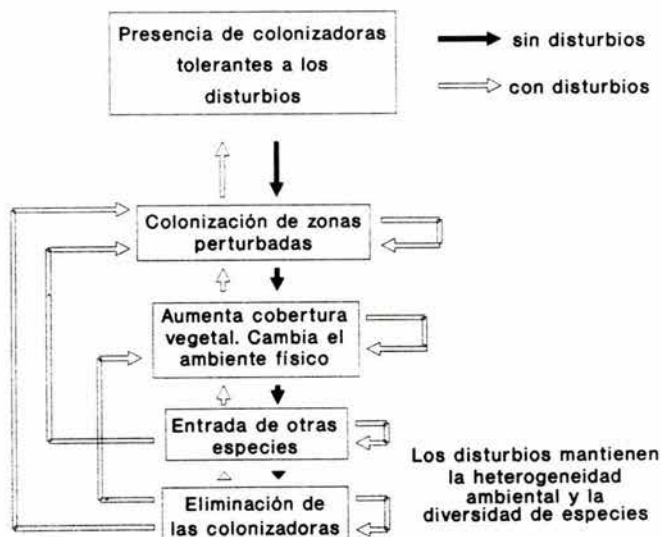 Presencia de colonizadoras
tolerantes a los
disturbios
sin disturbios
con disturbios
Colonización de zonas
perturbadas
Aumenta cobertura
vegetal. Cambia el
ambiente físico
Entrada de otras
especies
Eliminación de
las colonizadoras
Los disturbios mantienen
la heterogeneidad
ambiental y la
diversidad de especies